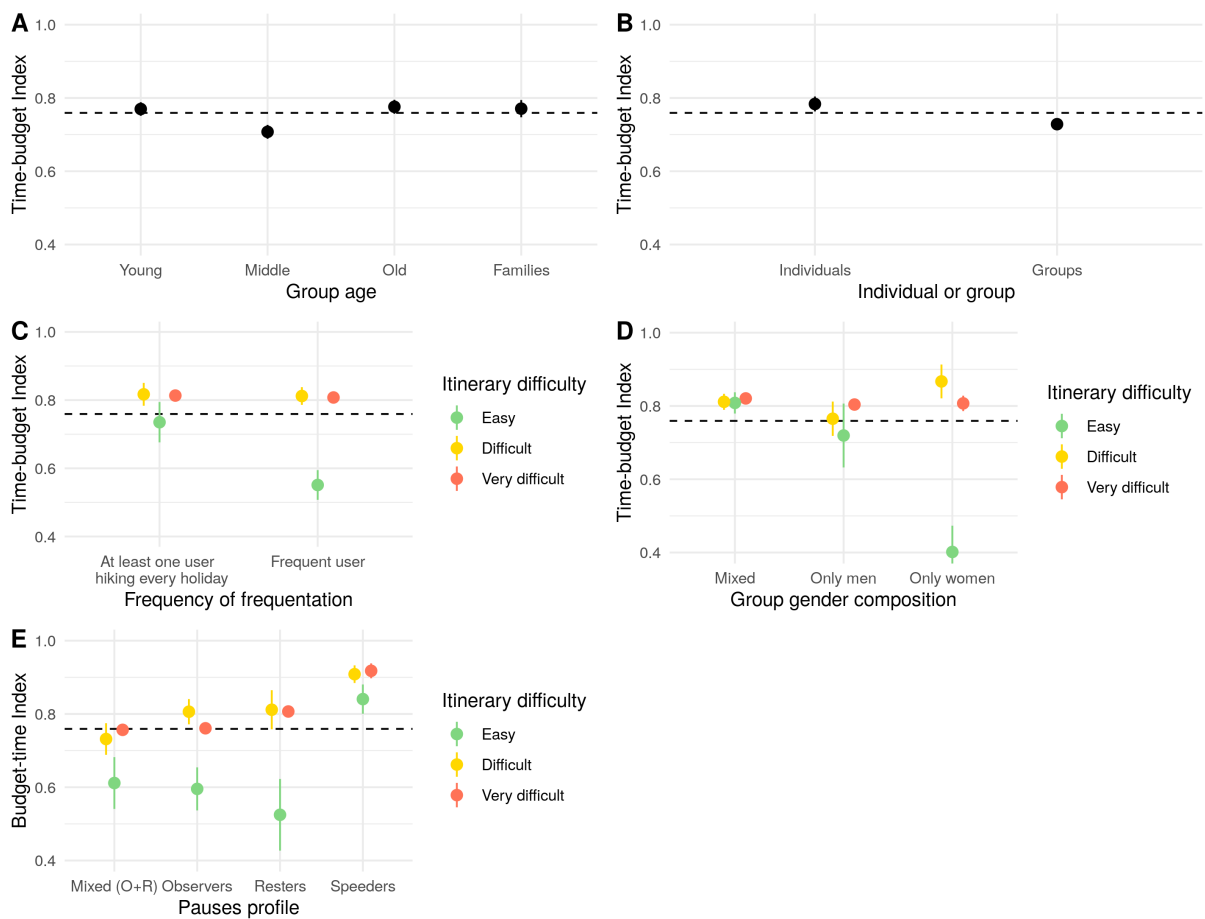 A
1.0
0.8
0.6
0.4
Time-budget Index
Young
Middle
Old
Families
Group age
B
1.0
0.8
0.6
0.4
Time-budget Index
Individuals
Groups
Individual or group
C
1.0
0.8
0.6
0.4
Time-budget Index
At least one user
hiking every holiday
Frequent user
Frequency of frequentation
Itinerary difficulty
Easy
Difficult
Very difficult
D
1.0
0.8
0.6
0.4
Time-budget Index
Mixed
Only men
Only women
Group gender composition
Itinerary difficulty
Easy
Difficult
Very difficult
E
1.0
0.8
0.6
0.4
Budget-time Index
Mixed (O+R)
Observers
Resters
Speeders
Pauses profile
Itinerary difficulty
Easy
Difficult
Very difficult